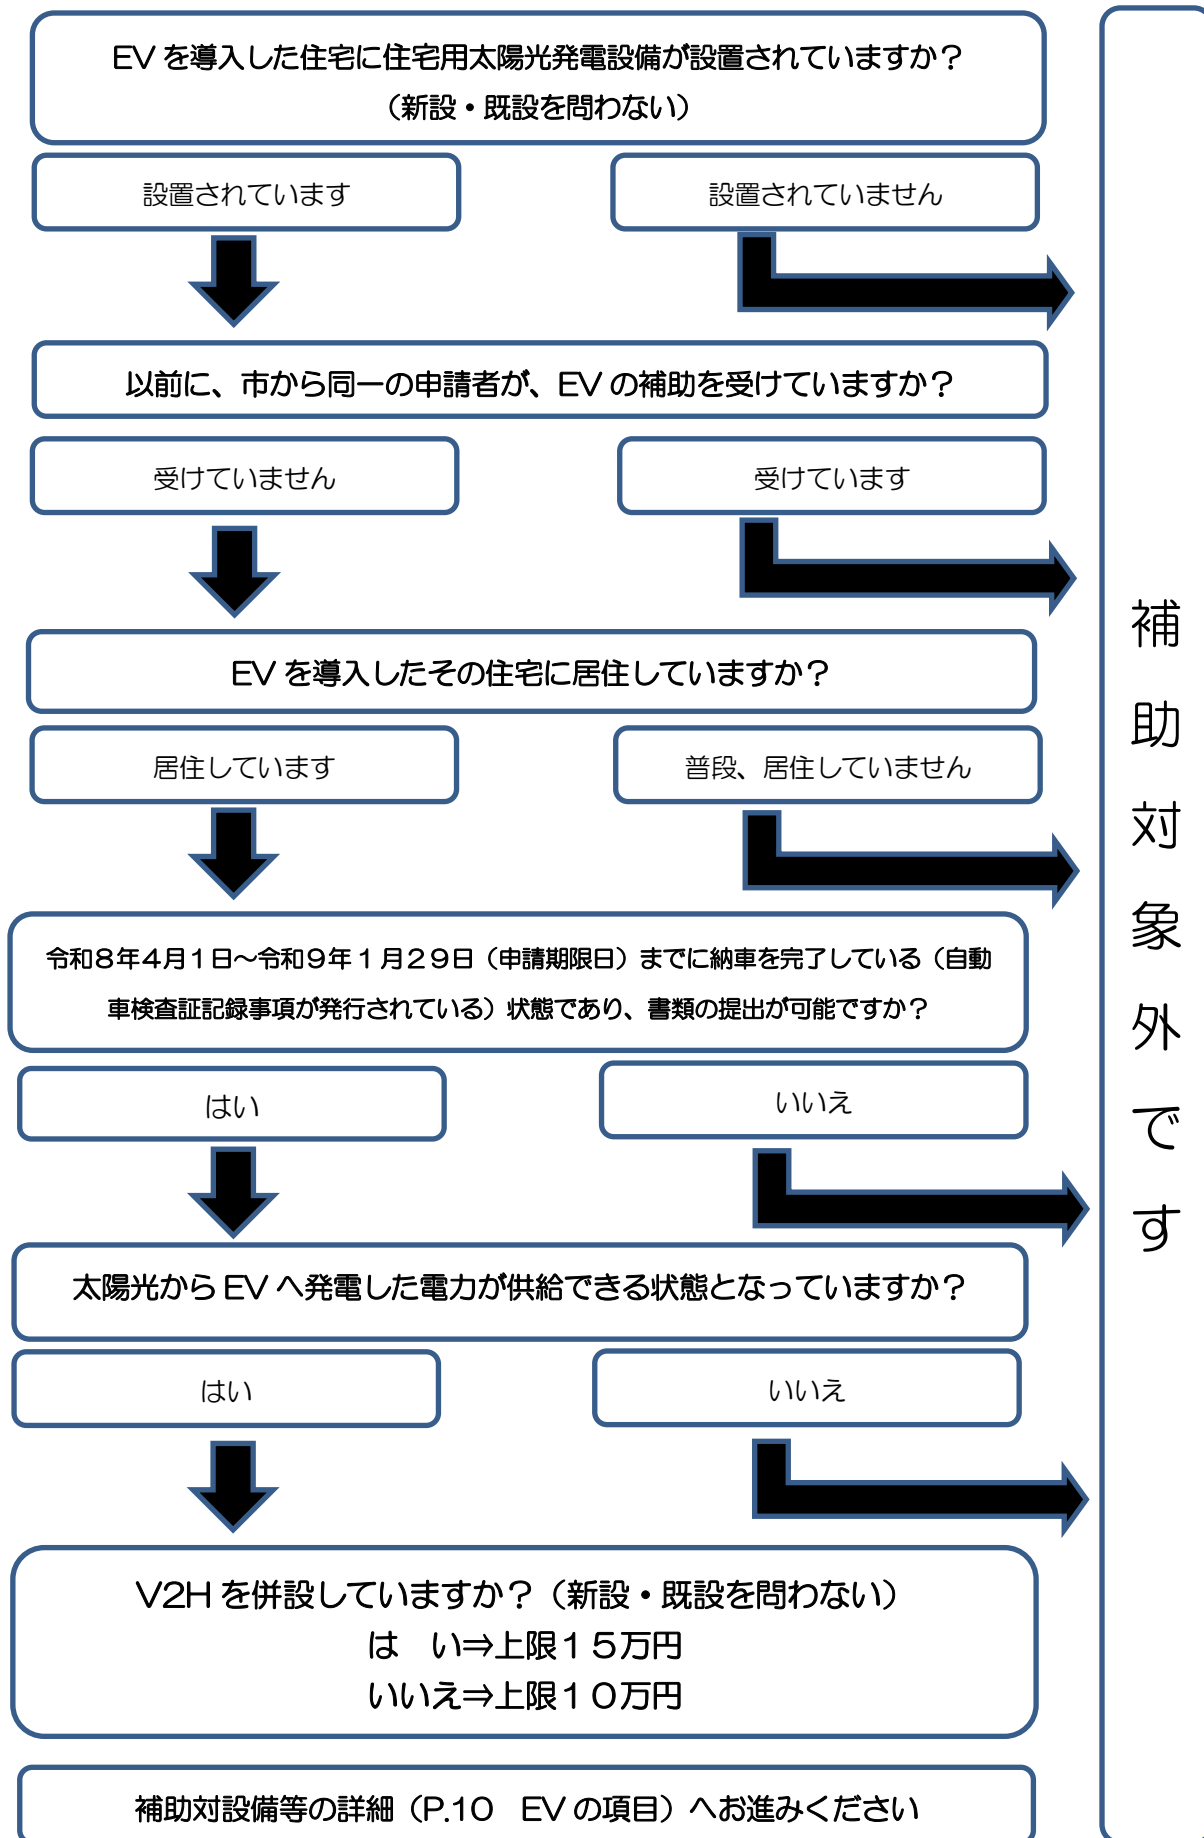 EVを導入した住宅に住宅用太陽光発電設備が設置されていますか？
（新設・既設を問わない）
設置されています
設置されていません
以前に、市から同一の申請者が、EVの補助を受けていますか？
受けていません
受けています
EVを導入したその住宅に居住していますか？
居住しています
普段、居住していません
令和８年４月１日～令和９年１月２９日（申請期限日）までに納車を完了している（自動
車検査証記録事項が発行されている）状態であり、書類の提出が可能ですか？
はい
いいえ
太陽光からEVへ発電した電力が供給できる状態となっていますか？
はい
いいえ
V2Hを併設していますか？（新設・既設を問わない）
は　い⇒上限１５万円
いいえ⇒上限１０万円
補助対設備等の詳細（P.10　EVの項目）へお進みください
補助対象外です